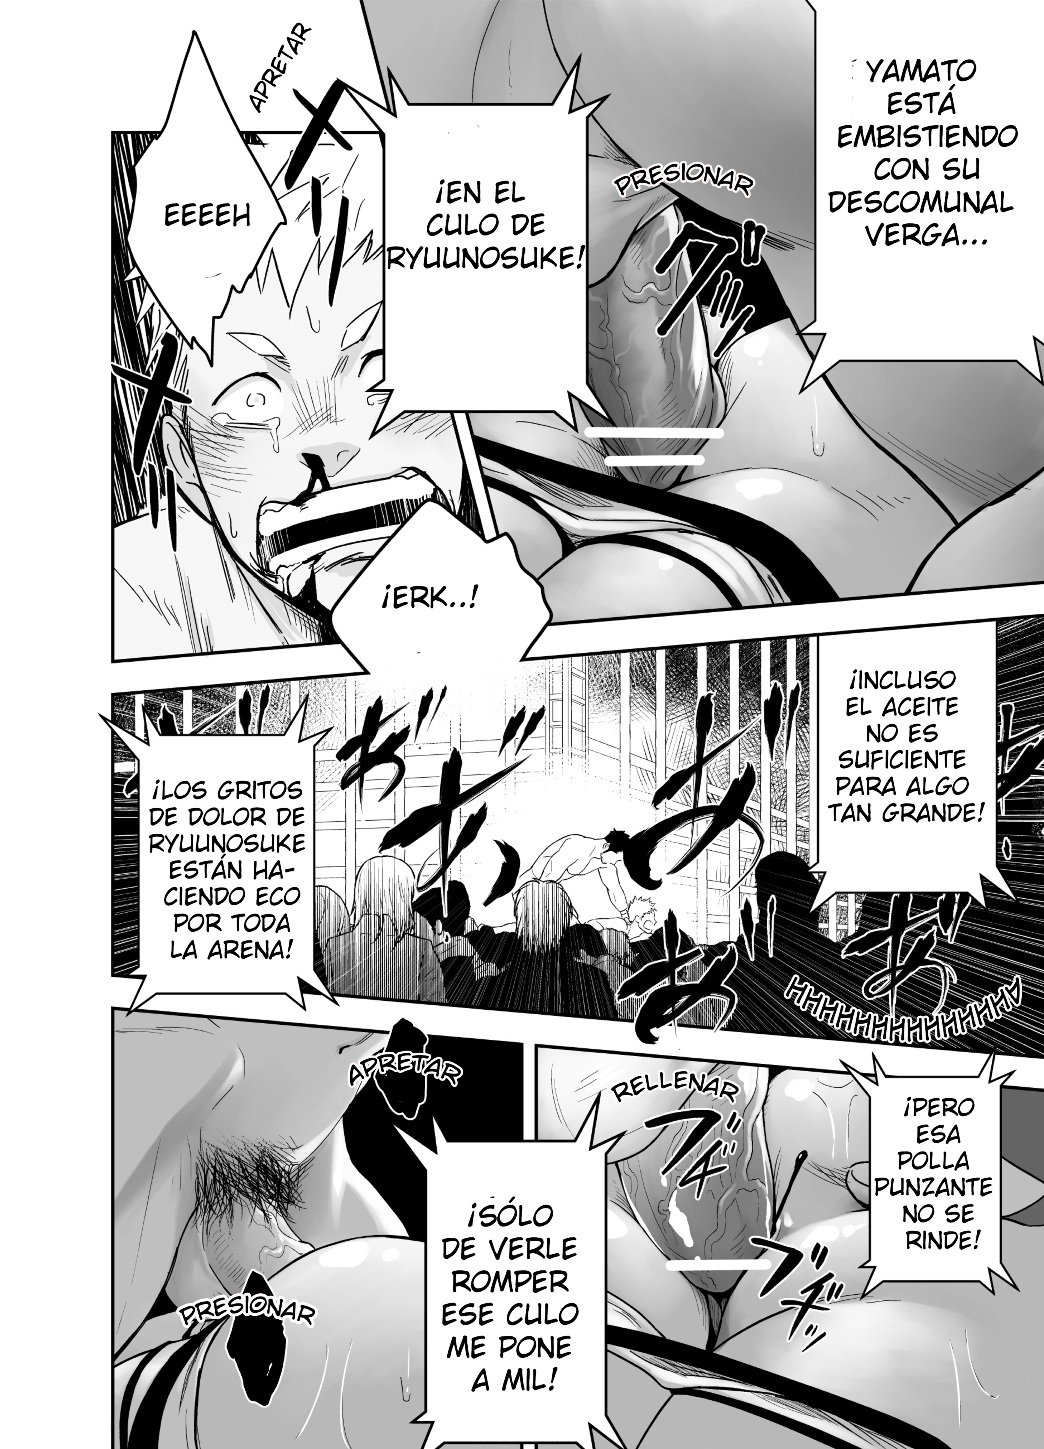 YAMATO
ESTÁ
EMBISTIENDO
CON SU
DESCOMUNAL
VERGA...
PRESIONAR
¡EN EL
CULO DE
RYUUNOSUKE!
APRETAR
EEEEH
¡ERK..!
¡INCLUSO
EL ACEITE
NO ES
SUFICIENTE
PARA ALGO
TAN GRANDE!
AHHHHHHHHHHHH
¡LOS GRITOS
DE DOLOR DE
RYUUNOSUKE
ESTÁN HA-
CIENDO ECO
POR TODA
LA ARENA!
¡PERO
ESA
POLLA
PUNZANTE
NO SE
RINDE!
RELLENAR
¡SÓLO
DE VERLE
ROMPER
ESE CULO
ME PONE
A MIL!
APRETAR
PRESIONAR